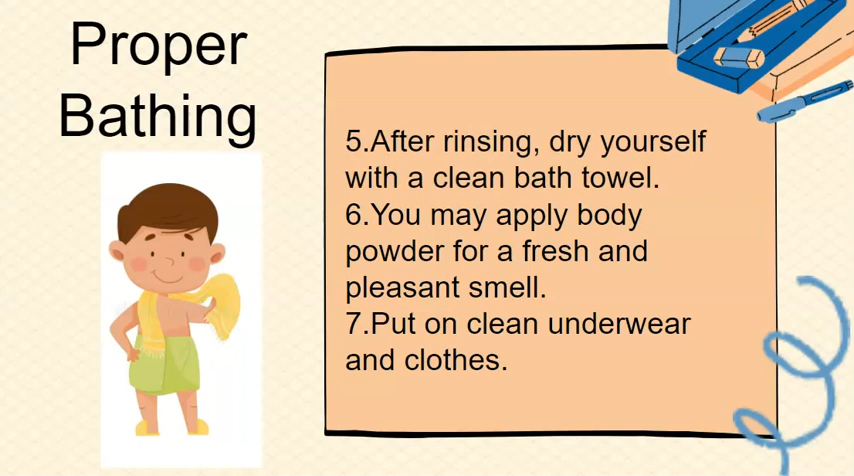 Proper
Bathing
5.After rinsing, dry yourself
with a clean bath towel.
6.You may apply body
powder for a fresh and
pleasant smell.
7.Put on clean underwear
and clothes.